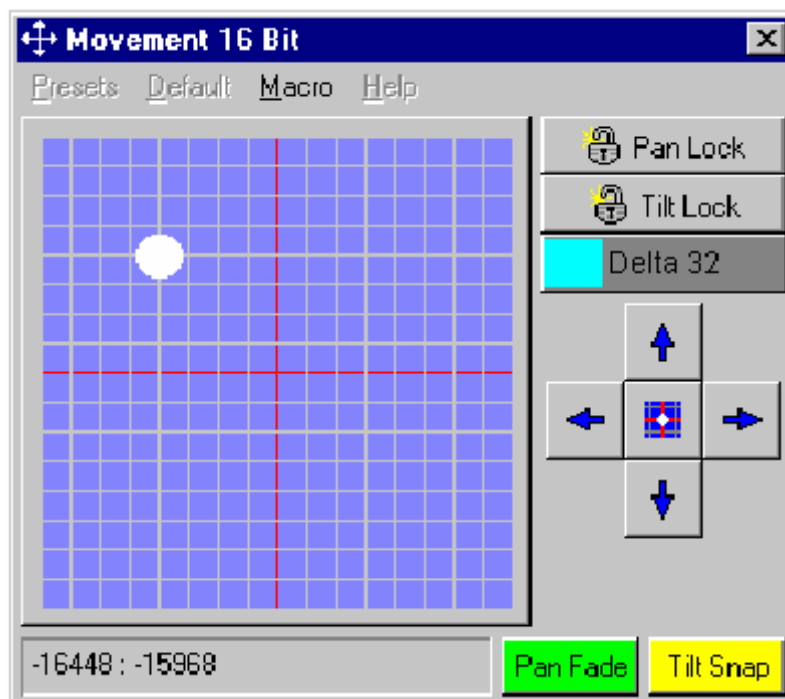 Movement 16 Bit
Presets Default Macro Help
Pan Lock
Tilt Lock
Delta 32
-16448 : -15968
Pan Fade Tilt Snap